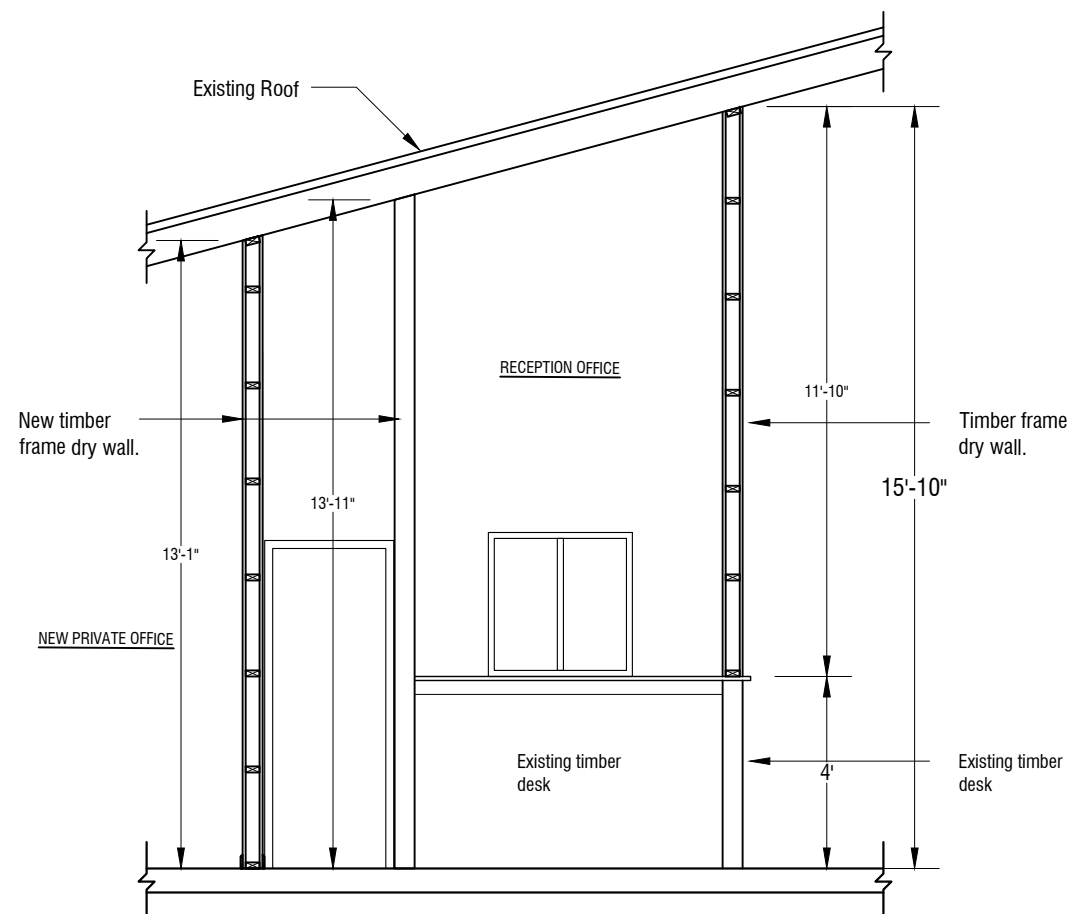 Existing Roof
RECEPTION OFFICE
11'-10"
New timber
frame dry wall.
Timber frame
dry wall.
15'-10"
13'-11"
13'-1"
NEW PRIVATE OFFICE
Existing timber
desk
4'
Existing timber
desk